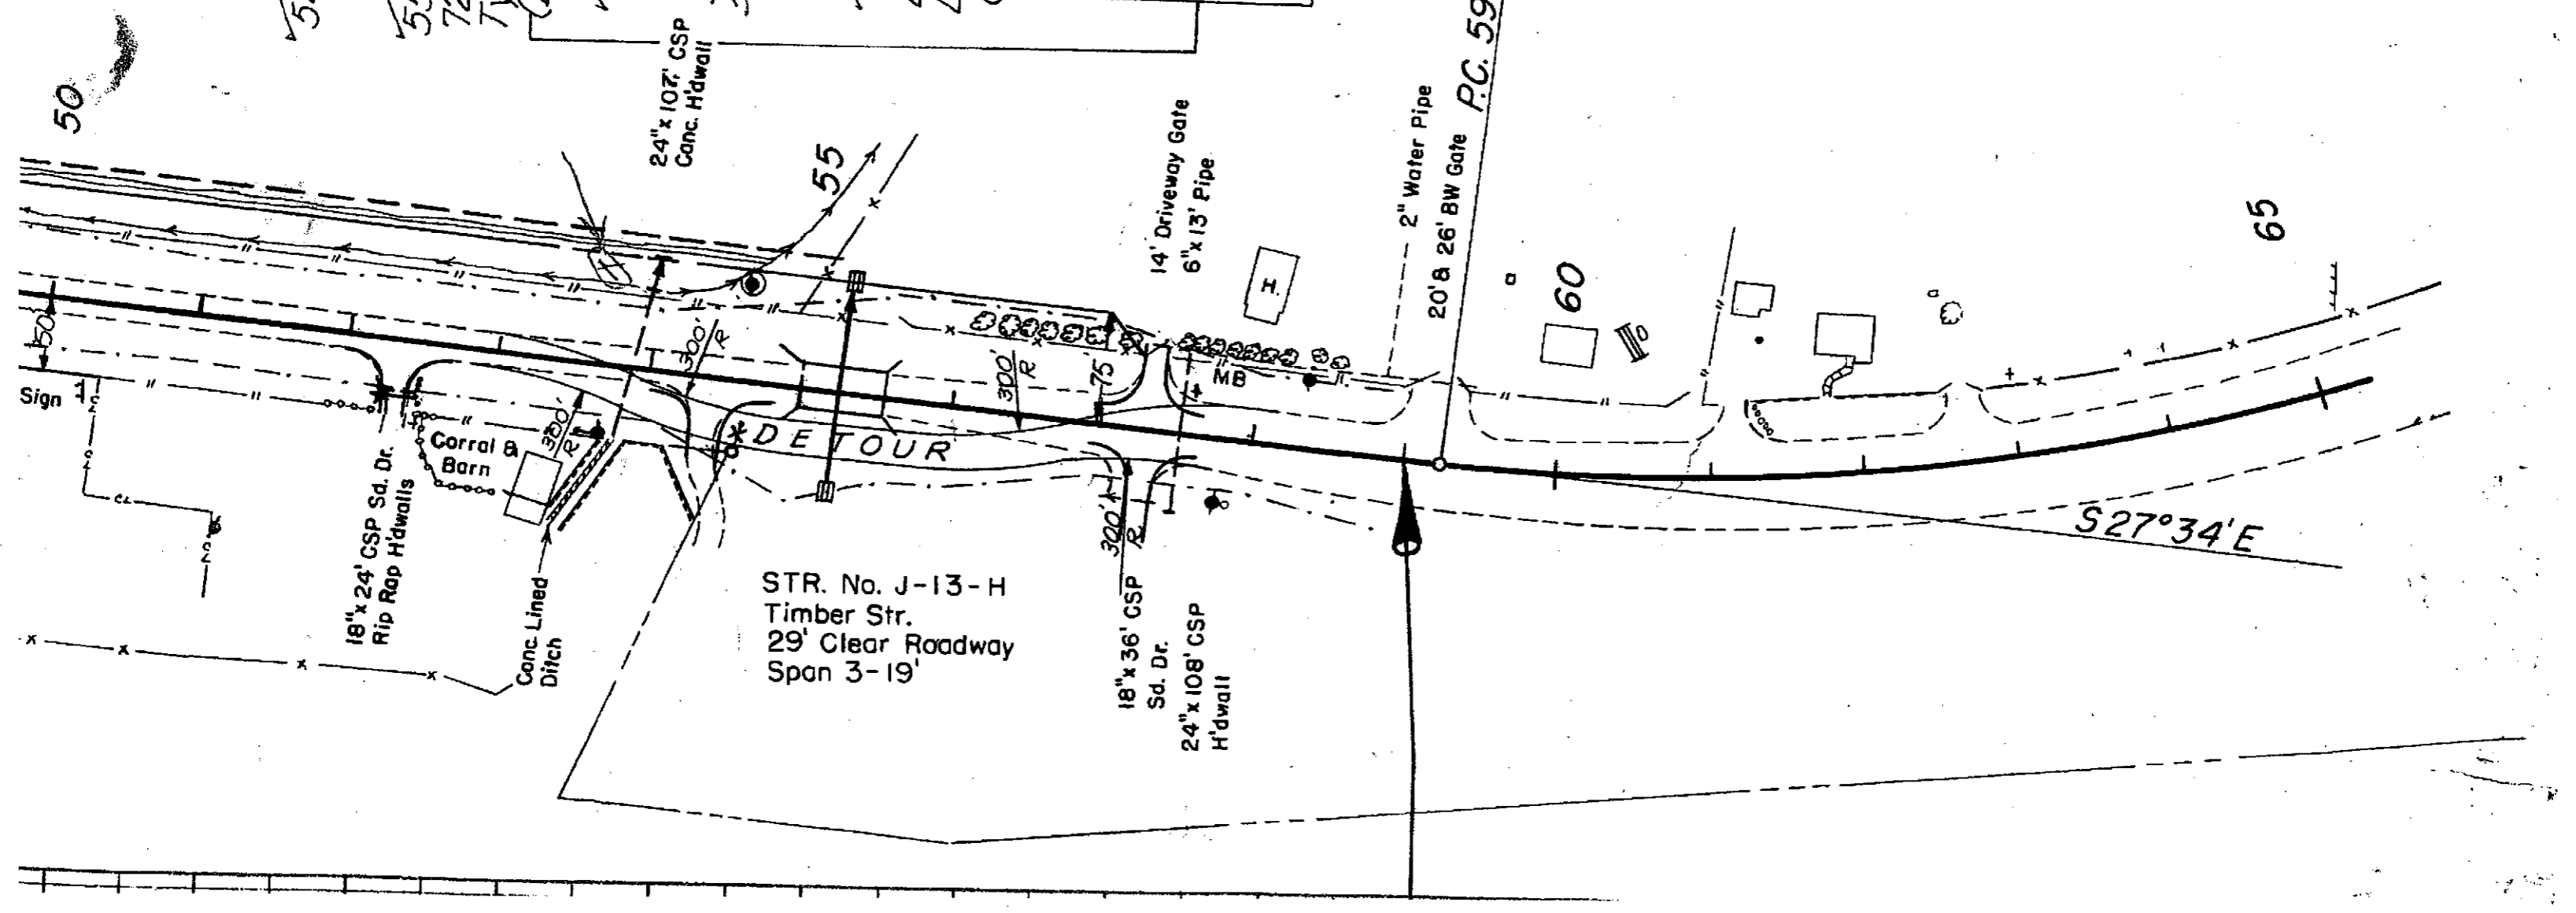 50
24" x 107' CSP
Conc. H'dwall
55
14' Driveway Gate
6" x 13' Pipe
2" Water Pipe
20' & 26' BW Gate
P.C. 59
60
65
H.
MB
50'
Sign
Corral &
Barn
300'
R
300'
R
300'
R
75
300'
R
DETOUR
18" x 24' CSP Sd. Dr.
Rip Rap H'dwalls
Conc. Lined
Ditch
STR. No. J-13-H
Timber Str.
29' Clear Roadway
Span 3-19'
18" x 36' CSP
Sd. Dr.
24" x 108' CSP
H'dwall
S27°34'E